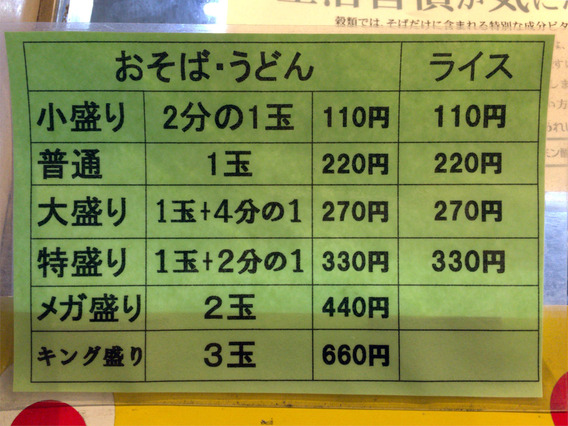 穀類では、そばだけに含まれる特別な成分ビタ
おそば・うどん ライス
小盛り 2分の1玉 110円 110円
普通 1玉 220円 220円
大盛り 1玉+4分の1 270円 270円
特盛り 1玉+2分の1 330円 330円
メガ盛り 2玉 440円
キング盛り 3玉 660円